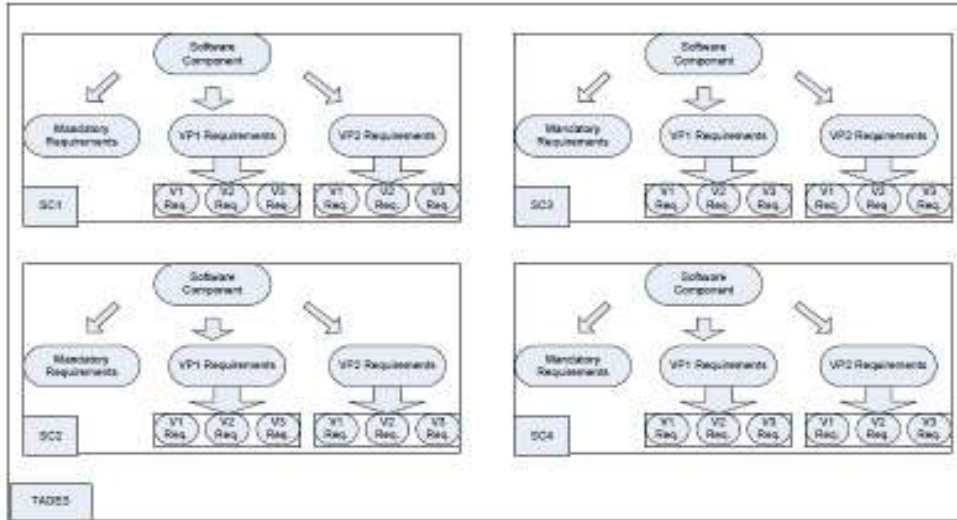 Software
Component
Mandatory
Requirements
VP1 Requirements
VP2 Requirements
V1
Req.
V2
Req.
V3
Req.
V1
Req.
V2
Req.
V3
Req.
SC1
Software
Component
Mandatory
Requirements
VP1 Requirements
VP2 Requirements
V1
Req.
V2
Req.
V3
Req.
V1
Req.
V2
Req.
V3
Req.
SC3
Software
Component
Mandatory
Requirements
VP1 Requirements
VP2 Requirements
V1
Req.
V2
Req.
V3
Req.
V1
Req.
V2
Req.
V3
Req.
SC2
Software
Component
Mandatory
Requirements
VP1 Requirements
VP2 Requirements
V1
Req.
V2
Req.
V3
Req.
V1
Req.
V2
Req.
V3
Req.
SC4
TADES